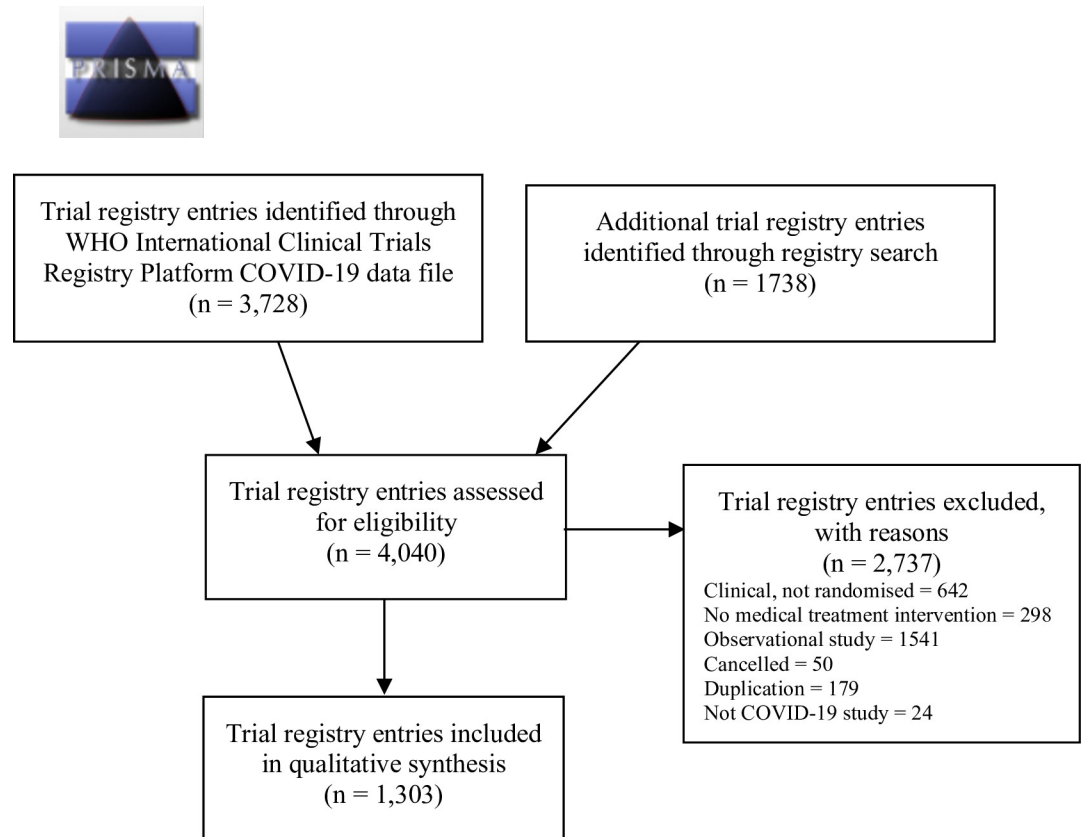 PRISMA
Trial registry entries identified through
WHO International Clinical Trials
Registry Platform COVID-19 data file
(n = 3,728)
Additional trial registry entries
identified through registry search
(n = 1738)
Trial registry entries assessed
for eligibility
(n = 4,040)
Trial registry entries excluded,
with reasons
(n = 2,737)
Clinical, not randomised = 642
No medical treatment intervention = 298
Observational study = 1541
Cancelled = 50
Duplication = 179
Not COVID-19 study = 24
Trial registry entries included
in qualitative synthesis
(n = 1,303)